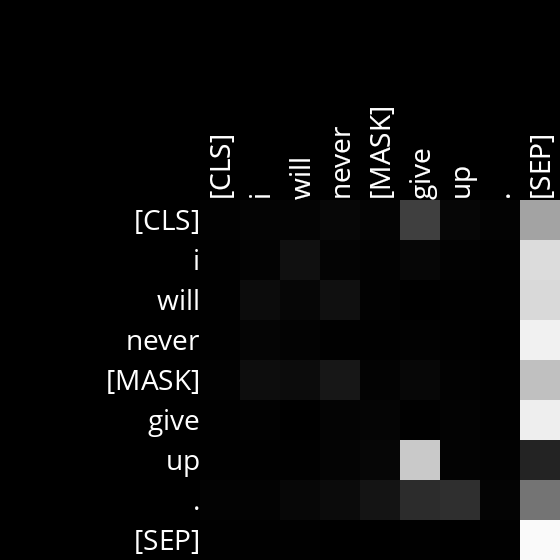 [CLS] i will never [MASK] give up . [SEP]
[CLS]
i
will
never
[MASK]
give
up
.
[SEP]